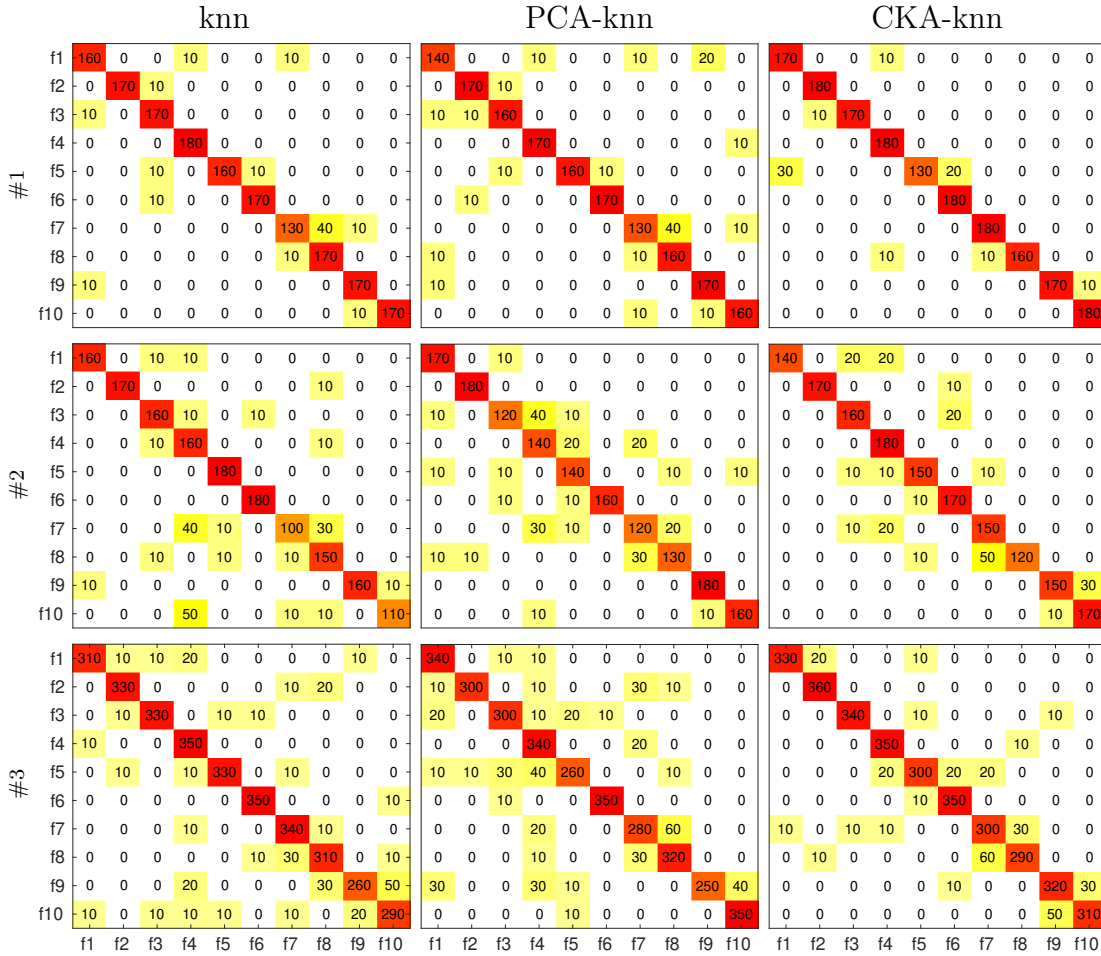 knn PCA-knn CKA-knn
#1
f1 160 0 0 10 0 0 10 0 0 0 140 0 0 10 0 0 10 0 20 0 170 0 0 10 0 0 0 0 0 0
f2 0 170 10 0 0 0 0 0 0 0 0 170 10 0 0 0 0 0 0 0 0 180 0 0 0 0 0 0 0 0
f3 10 0 170 0 0 0 0 0 0 0 10 10 160 0 0 0 0 0 0 0 0 10 170 0 0 0 0 0 0 0
f4 0 0 0 180 0 0 0 0 0 0 0 0 0 170 0 0 0 0 0 10 0 0 0 180 0 0 0 0 0 0
f5 0 0 10 0 160 10 0 0 0 0 0 0 10 0 160 10 0 0 0 0 30 0 0 0 130 20 0 0 0 0
f6 0 0 10 0 0 170 0 0 0 0 0 10 0 0 0 170 0 0 0 0 0 0 0 0 0 180 0 0 0 0
f7 0 0 0 0 0 0 130 40 10 0 0 0 0 0 0 0 130 40 0 10 0 0 0 0 0 0 180 0 0 0
f8 0 0 0 0 0 0 10 170 0 0 10 0 0 0 0 0 10 160 0 0 0 0 0 10 0 0 10 160 0 0
f9 10 0 0 0 0 0 0 0 170 0 10 0 0 0 0 0 0 0 170 0 0 0 0 0 0 0 0 0 170 10
f10 0 0 0 0 0 0 0 0 10 170 0 0 0 0 0 0 10 0 10 160 0 0 0 0 0 0 0 0 0 180
#2
f1 160 0 10 10 0 0 0 0 0 0 170 0 10 0 0 0 0 0 0 0 140 0 20 20 0 0 0 0 0 0
f2 0 170 0 0 0 0 0 10 0 0 0 180 0 0 0 0 0 0 0 0 0 170 0 0 0 10 0 0 0 0
f3 0 0 160 10 0 10 0 0 0 0 10 0 120 40 10 0 0 0 0 0 0 0 160 0 0 20 0 0 0 0
f4 0 0 10 160 0 0 0 10 0 0 0 0 0 140 20 0 20 0 0 0 0 0 0 180 0 0 0 0 0 0
f5 0 0 0 0 180 0 0 0 0 0 10 0 10 0 140 0 0 10 0 10 0 0 10 10 150 0 10 0 0 0
f6 0 0 0 0 0 180 0 0 0 0 0 0 10 0 10 160 0 0 0 0 0 0 0 0 10 170 0 0 0 0
f7 0 0 0 40 10 0 100 30 0 0 0 0 0 30 10 0 120 20 0 0 0 0 10 20 0 0 150 0 0 0
f8 0 0 10 0 10 0 10 150 0 0 10 10 0 0 0 0 30 130 0 0 0 0 0 0 10 0 50 120 0 0
f9 10 0 0 0 0 0 0 0 160 10 0 0 0 0 0 0 0 0 180 0 0 0 0 0 0 0 0 0 150 30
f10 0 0 0 50 0 0 10 10 0 110 0 0 0 10 0 0 0 0 10 160 0 0 0 0 0 0 0 0 10 170
#3
f1 310 10 10 20 0 0 0 0 10 0 340 0 10 10 0 0 0 0 0 0 330 20 0 0 10 0 0 0 0 0
f2 0 330 0 0 0 0 10 20 0 0 10 300 0 10 0 0 30 10 0 0 0 360 0 0 0 0 0 0 0 0
f3 0 10 330 0 10 10 0 0 0 0 20 0 300 10 20 10 0 0 0 0 0 0 340 0 10 0 0 0 10 0
f4 10 0 0 350 0 0 0 0 0 0 0 0 0 340 0 0 20 0 0 0 0 0 0 350 0 0 0 10 0 0
f5 0 10 0 10 330 0 10 0 0 0 10 10 30 40 260 0 0 10 0 0 0 0 0 20 300 20 20 0 0 0
f6 0 0 0 0 0 350 0 0 0 10 0 0 10 0 0 350 0 0 0 0 0 0 0 0 10 350 0 0 0 0
f7 0 0 0 10 0 0 340 10 0 0 0 0 0 20 0 0 280 60 0 0 10 0 10 10 0 0 300 30 0 0
f8 0 0 0 0 0 10 30 310 0 10 0 0 0 10 0 0 30 320 0 0 0 10 0 0 0 0 60 290 0 0
f9 0 0 0 20 0 0 0 30 260 50 30 0 0 30 10 0 0 0 250 40 0 0 0 0 0 10 0 0 320 30
f10 10 0 10 10 10 0 10 0 20 290 0 0 0 0 10 0 0 0 0 350 0 0 0 0 0 0 0 0 50 310
f1 f2 f3 f4 f5 f6 f7 f8 f9 f10 f1 f2 f3 f4 f5 f6 f7 f8 f9 f10 f1 f2 f3 f4 f5 f6 f7 f8 f9 f10